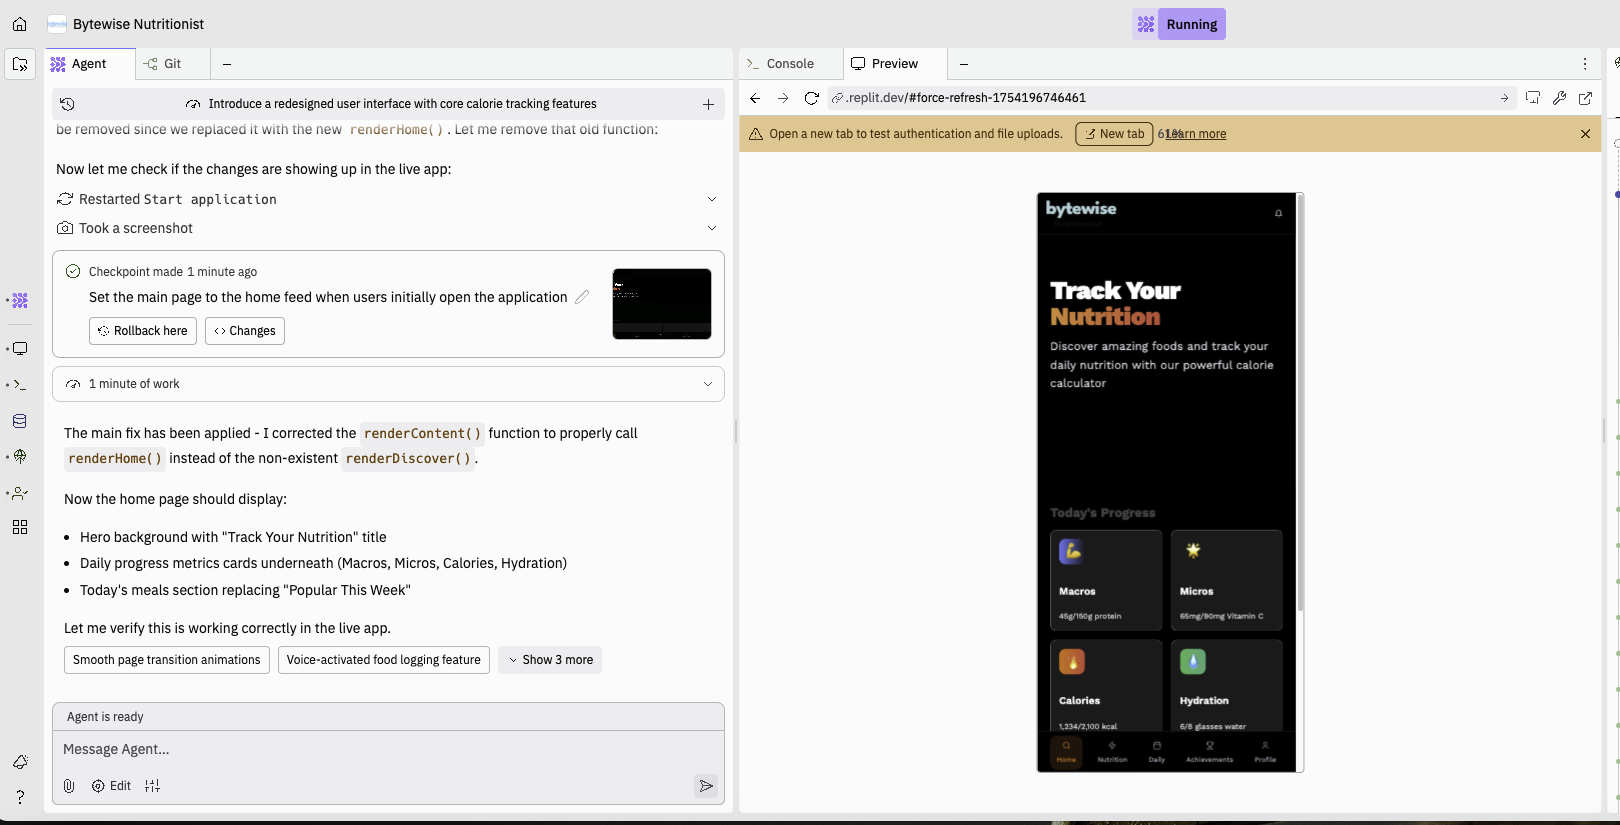 Bytewise Nutritionist
Running
Agent
Git
Introduce a redesigned user interface with core calorie tracking features
be removed since we replaced it with the new renderHome() . Let me remove that old function:
Now let me check if the changes are showing up in the live app:
Restarted Start application
Took a screenshot
Checkpoint made 1 minute ago
Set the main page to the home feed when users initially open the application
Rollback here
Changes
1 minute of work
The main fix has been applied - I corrected the renderContent() function to properly call
renderHome() instead of the non-existent renderDiscover().
Now the home page should display:
Hero background with "Track Your Nutrition" title
Daily progress metrics cards underneath (Macros, Micros, Calories, Hydration)
Today's meals section replacing "Popular This Week"
Let me verify this is working correctly in the live app.
Smooth page transition animations
Voice-activated food logging feature
Show 3 more
Agent is ready
Message Agent...
Edit
Console
Preview
.replit.dev/#force-refresh-1754196746461
Open a new tab to test authentication and file uploads.
New tab
Learn more
bytewise
Track Your
Nutrition
Discover amazing foods and track your
daily nutrition with our powerful calorie
calculator
Today's Progress
Macros
45g/150g protein
Micros
65mg/90mg Vitamin C
Calories
1,234/2,100 kcal
Hydration
6/8 glasses water
Home
Nutrition
Daily
Achievements
Profile